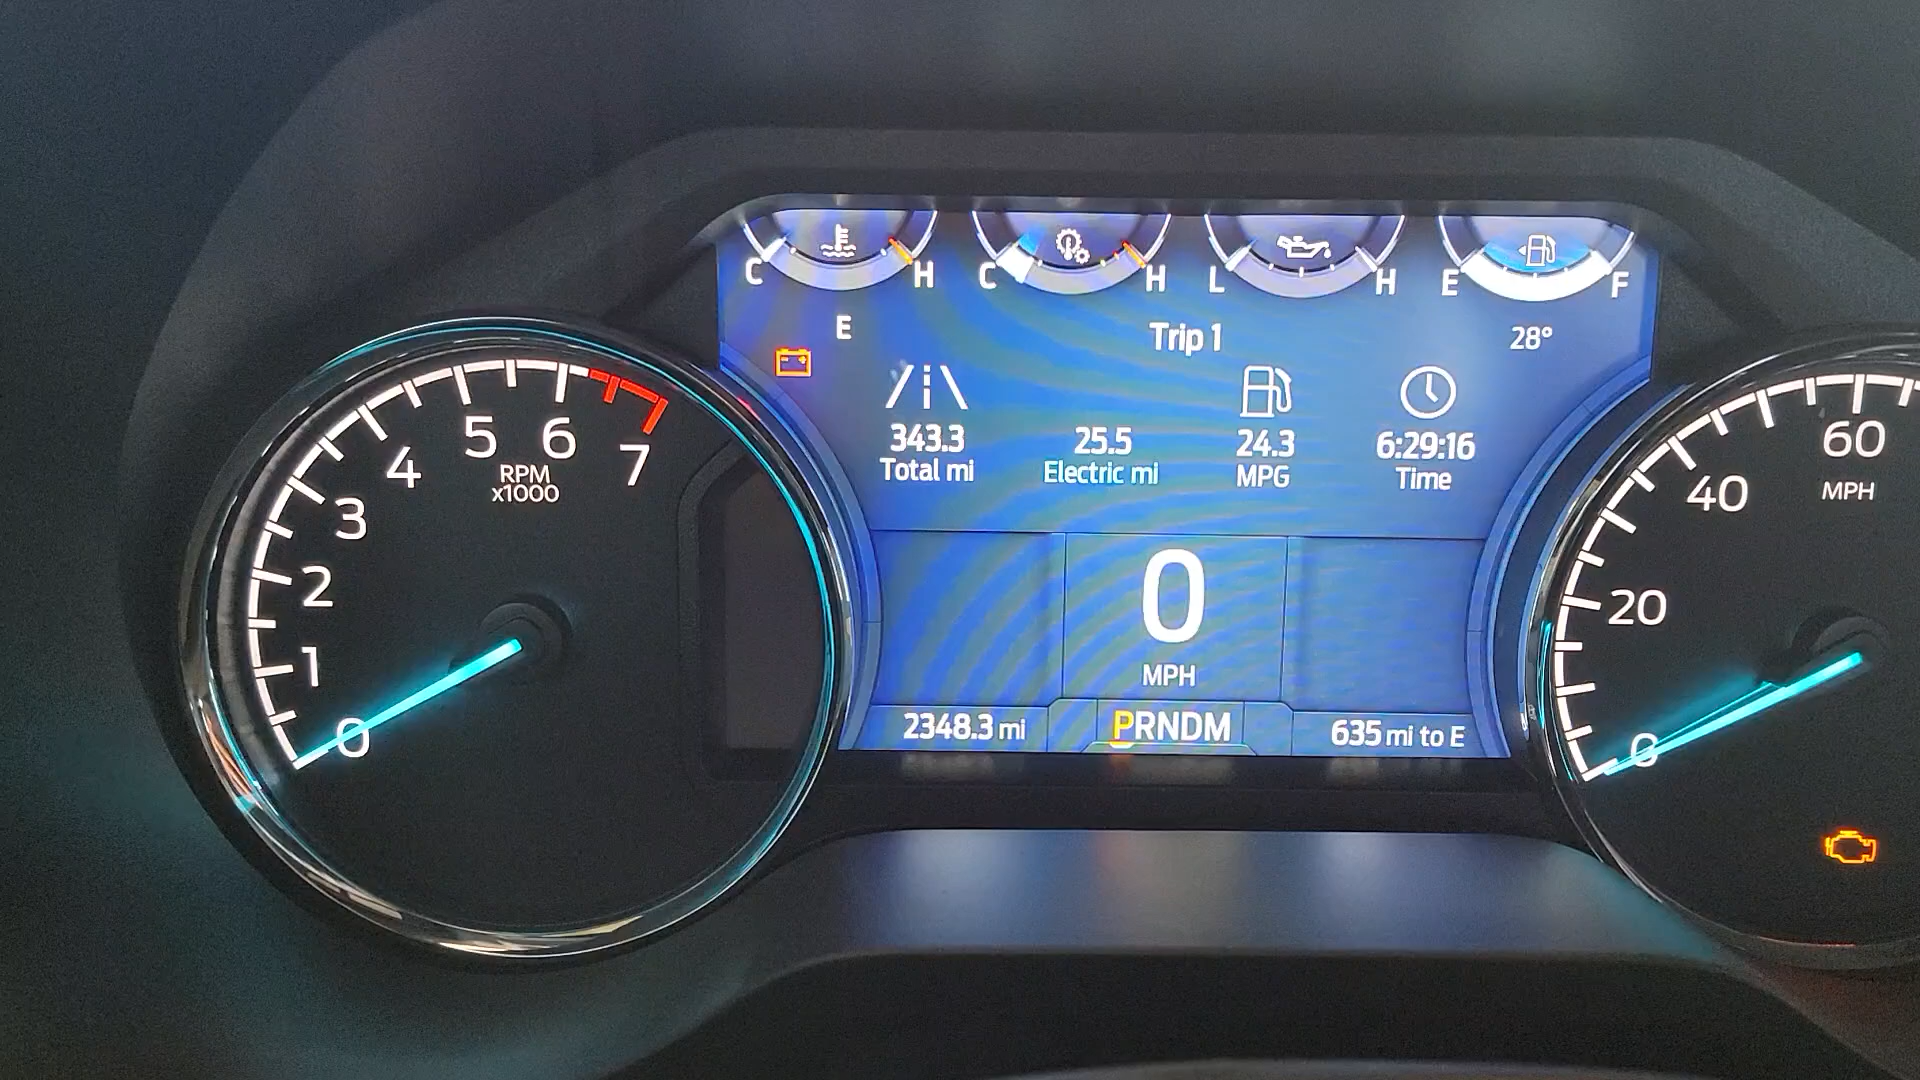 C H C H L H E F
E Trip 1 28°
343.3 25.5 24.3 6:29:16
Total mi Electric mi MPG Time
0
MPH
2348.3 mi PRNDM 635 mi to E
0 1 2 3 4 5 6 7
RPM
x1000
0 20 40 60
MPH